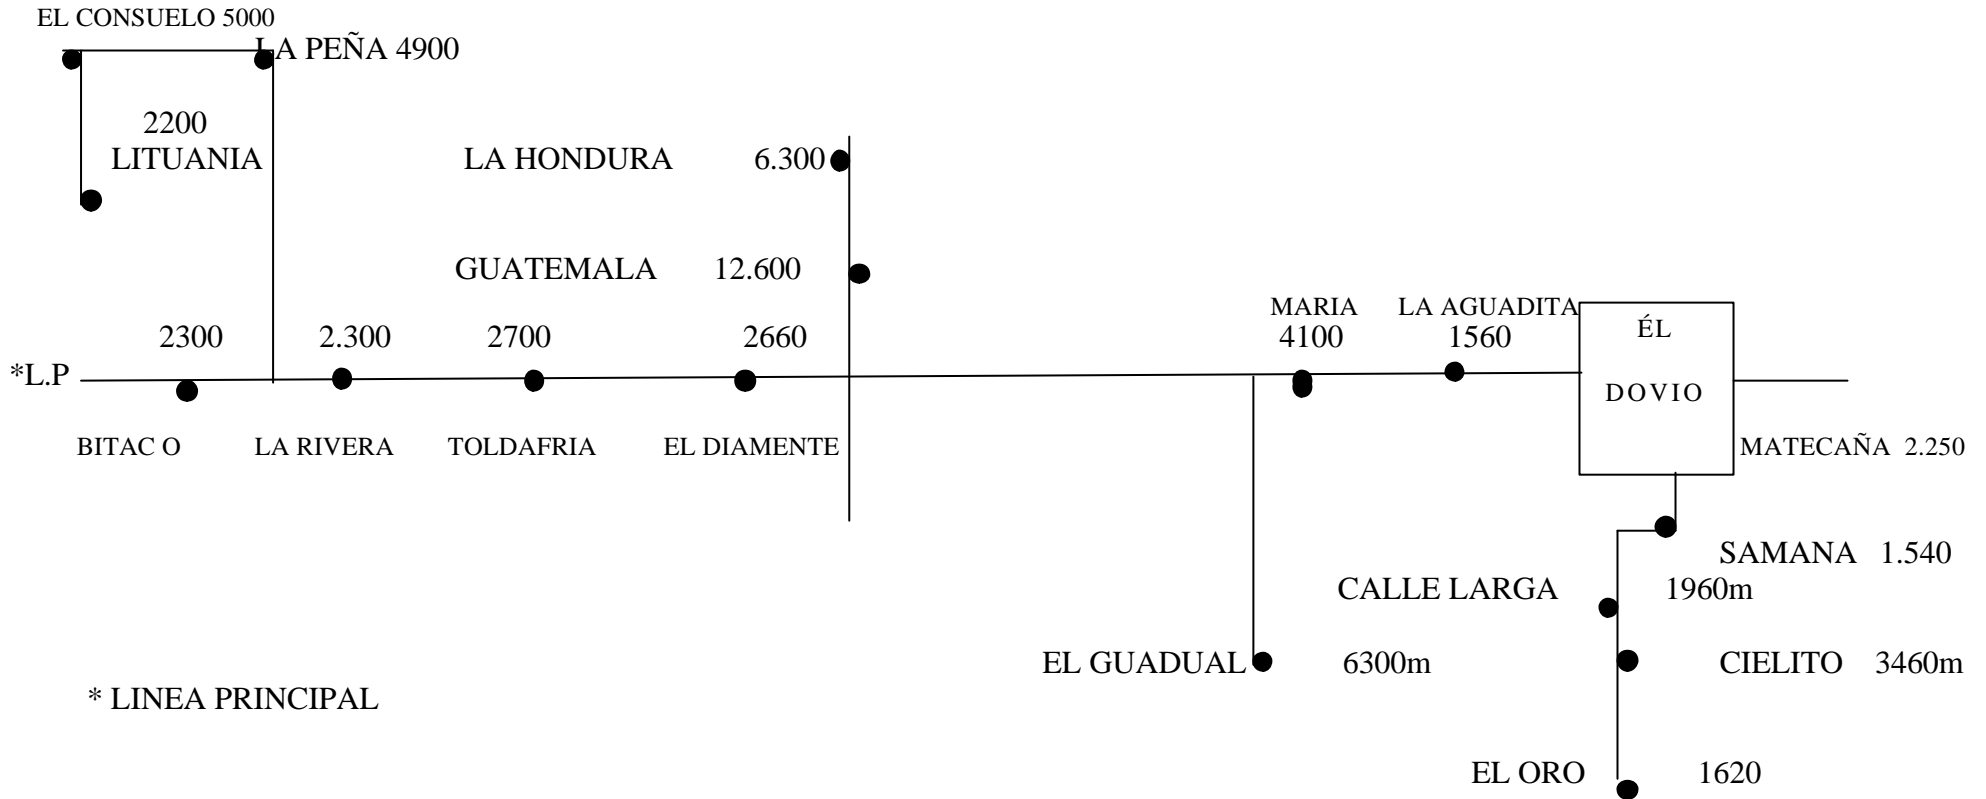 EL CONSUELO 5000
LA PEÑA 4900
2200
LITUANIA
LA HONDURA 6.300
GUATEMALA 12.600
MARIA LA AGUADITA
4100 1560
ÉL
DOVIO
2300 2.300 2700 2660
*L.P
BITAC O LA RIVERA TOLDAFRIA EL DIAMENTE
MATECAÑA 2.250
SAMANA 1.540
CALLE LARGA 1960m
EL GUADUAL 6300m
CIELITO 3460m
* LINEA PRINCIPAL
EL ORO 1620